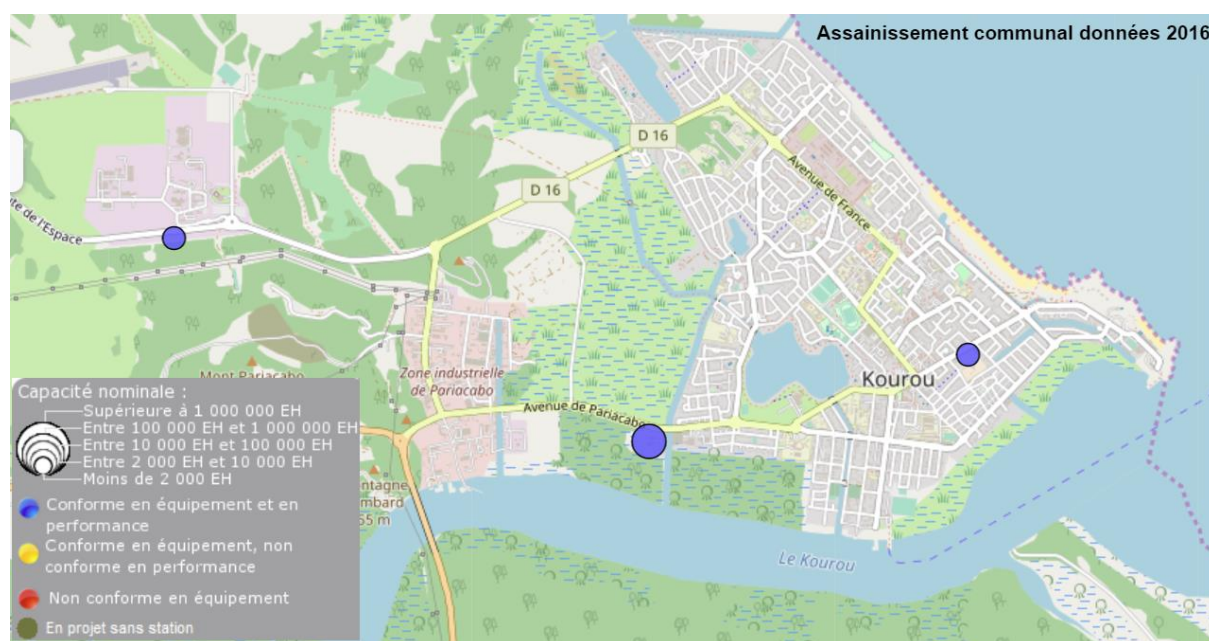 Assainissement communal données 2016
D 16
D 16
Avenue de France
te de l'Espace
Kourou
Zone industrielle
de Pariacabo
Mont Pariacabo
Avenue de Pariacabo
ntagne
mbard
65 m
Le Kourou
Capacité nominale :
Supérieure à 1 000 000 EH
Entre 100 000 EH et 1 000 000 EH
Entre 10 000 EH et 100 000 EH
Entre 2 000 EH et 10 000 EH
Moins de 2 000 EH
Conforme en équipement et en
performance
Conforme en équipement, non
conforme en performance
Non conforme en équipement
En projet sans station